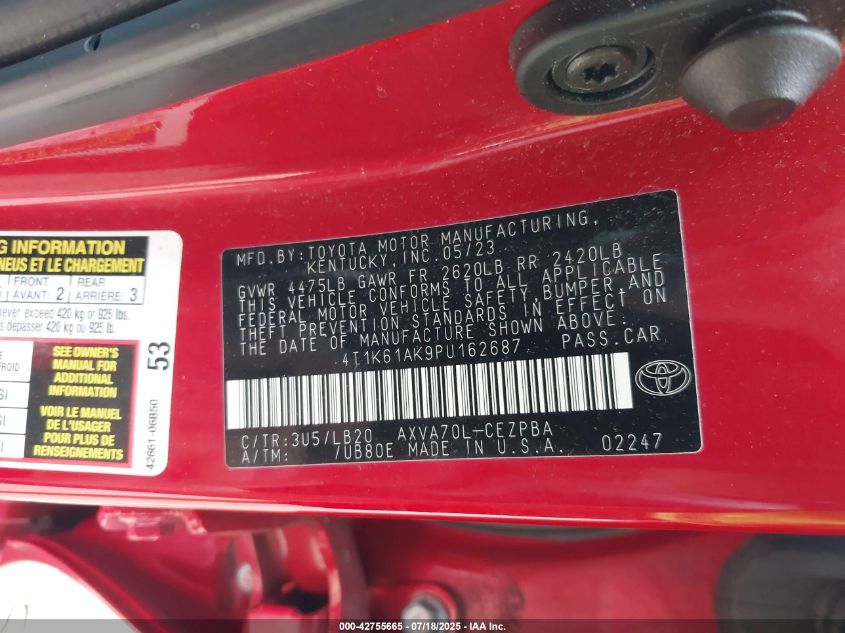 G INFORMATION
NEUS ET LE CHARGEMENT
FRONT REAR
AVANT: 2 ARRIÈRE: 3
never exceed 420 kg or 925 lbs.
dépasser 420 kg ou 925 lb.
SEE OWNER'S
MANUAL FOR
ADDITIONAL
INFORMATION
VOIR LE MANUEL
DE L'USAGER
POUR PLUS DE
RENSEIGNEMENTS
53
42661-06B50
MFD. BY: TOYOTA MOTOR MANUFACTURING,
KENTUCKY, INC. 05/23
GVWR 4475LB GAWR FR 2620LB RR 2420LB
THIS VEHICLE CONFORMS TO ALL APPLICABLE
FEDERAL MOTOR VEHICLE SAFETY, BUMPER, AND
THEFT PREVENTION STANDARDS IN EFFECT ON
THE DATE OF MANUFACTURE SHOWN ABOVE.
4T1K61AK9PU162687 PASS. CAR
C/TR: 3U5/LB20 AXVA70L-CEZPBA
A/TM: 7UB80E MADE IN U.S.A. 02247
000-42755665 - 07/18/2025 - IAA Inc.